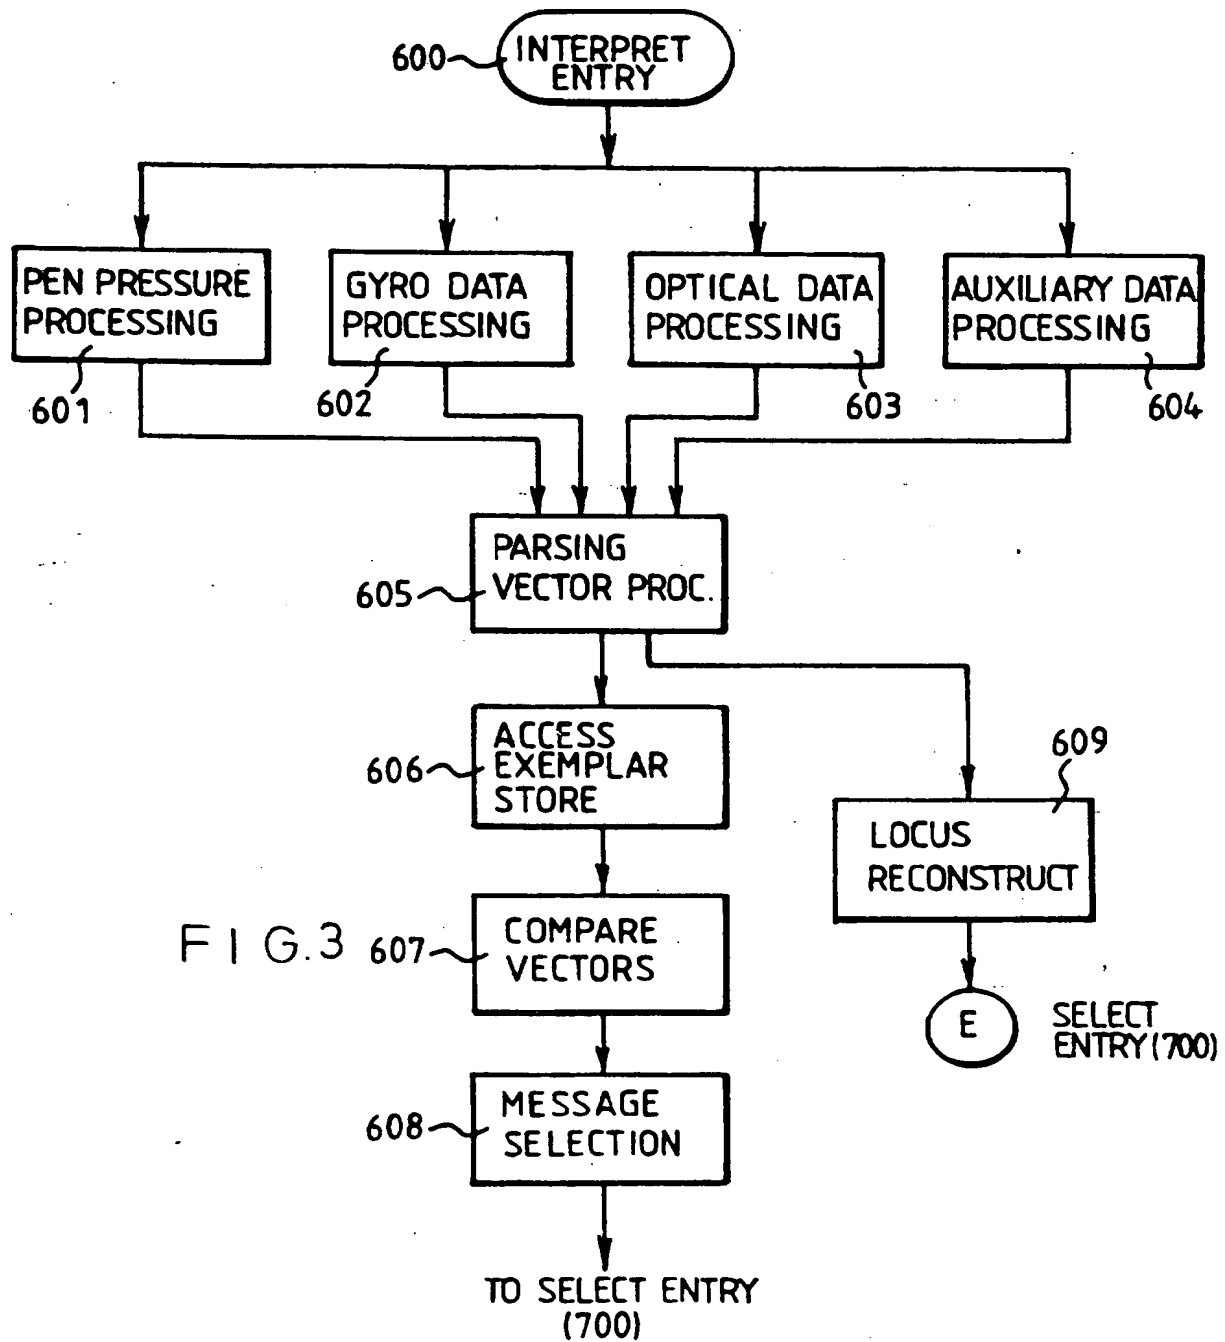 600
INTERPRET
ENTRY
PEN PRESSURE
PROCESSING
601
GYRO DATA
PROCESSING
602
OPTICAL DATA
PROCESSING
603
AUXILIARY DATA
PROCESSING
604
PARSING
VECTOR PROC.
605
ACCESS
EXEMPLAR
STORE
606
609
LOCUS
RECONSTRUCT
FIG.3
607
COMPARE
VECTORS
E
SELECT
ENTRY(700)
608
MESSAGE
SELECTION
TO SELECT ENTRY
(700)